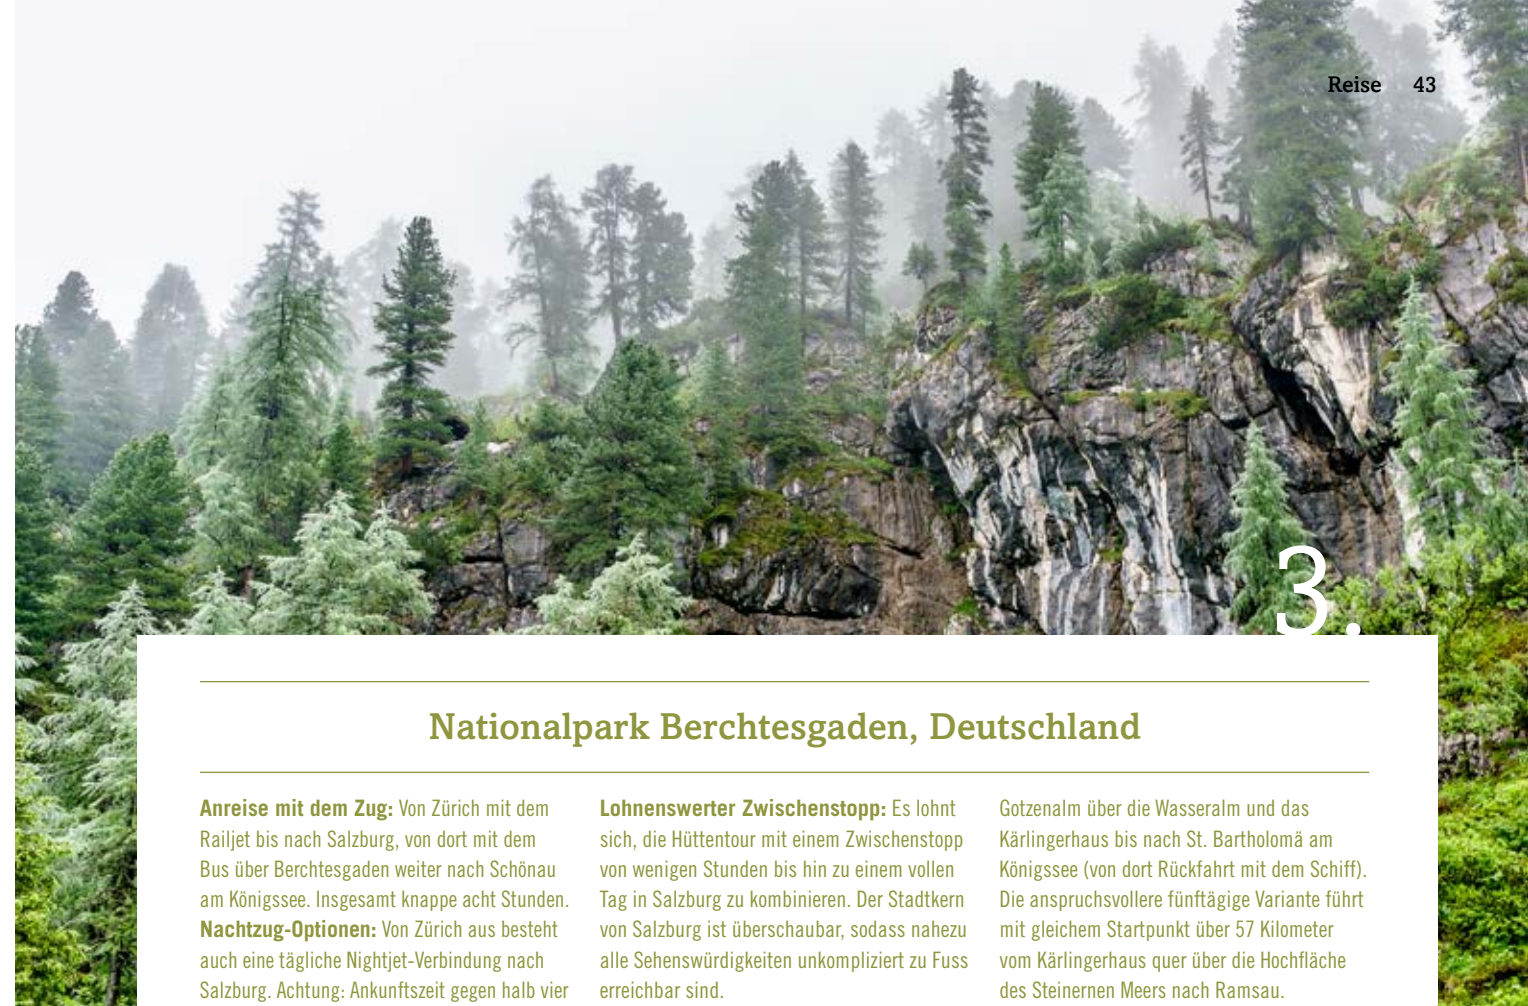 Reise 43
3.
Nationalpark Berchtesgaden, Deutschland
Anreise mit dem Zug: Von Zürich mit dem
Railjet bis nach Salzburg, von dort mit dem
Bus über Berchtesgaden weiter nach Schönau
am Königssee. Insgesamt knappe acht Stunden.
Nachtzug-Optionen: Von Zürich aus besteht
auch eine tägliche Nightjet-Verbindung nach
Salzburg. Achtung: Ankunftszeit gegen halb vier
Lohnenswerter Zwischenstopp: Es lohnt
sich, die Hüttentour mit einem Zwischenstopp
von wenigen Stunden bis hin zu einem vollen
Tag in Salzburg zu kombinieren. Der Stadtkern
von Salzburg ist überschaubar, sodass nahezu
alle Sehenswürdigkeiten unkompliziert zu Fuss
erreichbar sind.
Gotzenalm über die Wasseralm und das
Kärlingerhaus bis nach St. Bartholomä am
Königssee (von dort Rückfahrt mit dem Schiff).
Die anspruchsvollere fünftägige Variante führt
mit gleichem Startpunkt über 57 Kilometer
vom Kärlingerhaus quer über die Hochfläche
des Steinernen Meers nach Ramsau.